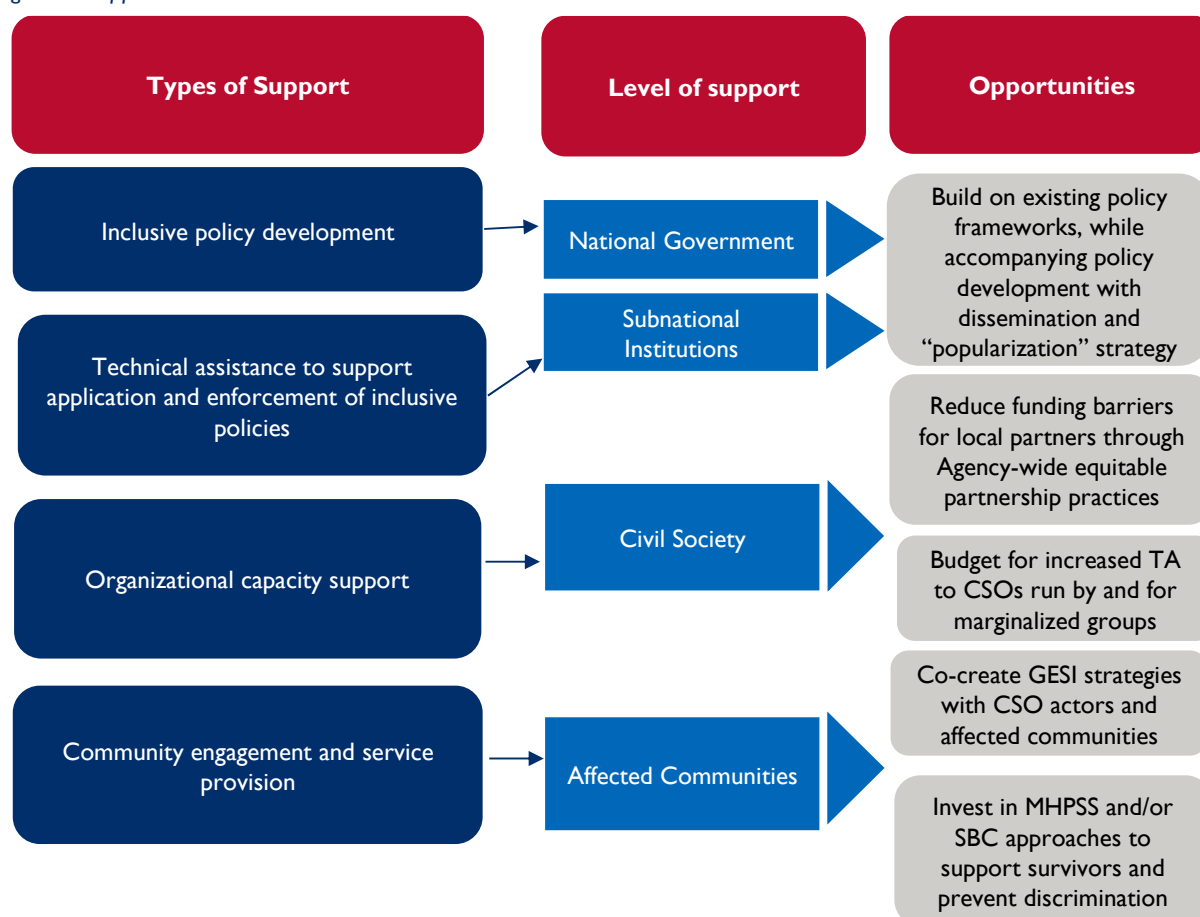 Types of Support
Level of support
Opportunities
Inclusive policy development
National Government
Build on existing policy
frameworks, while
accompanying policy
development with
dissemination and
“popularization” strategy
Technical assistance to support
application and enforcement of inclusive
policies
Subnational
Institutions
Reduce funding barriers
for local partners through
Agency-wide equitable
partnership practices
Organizational capacity support
Civil Society
Budget for increased TA
to CSOs run by and for
marginalized groups
Co-create GESI strategies
with CSO actors and
affected communities
Community engagement and service
provision
Affected Communities
Invest in MHPSS and/or
SBC approaches to
support survivors and
prevent discrimination